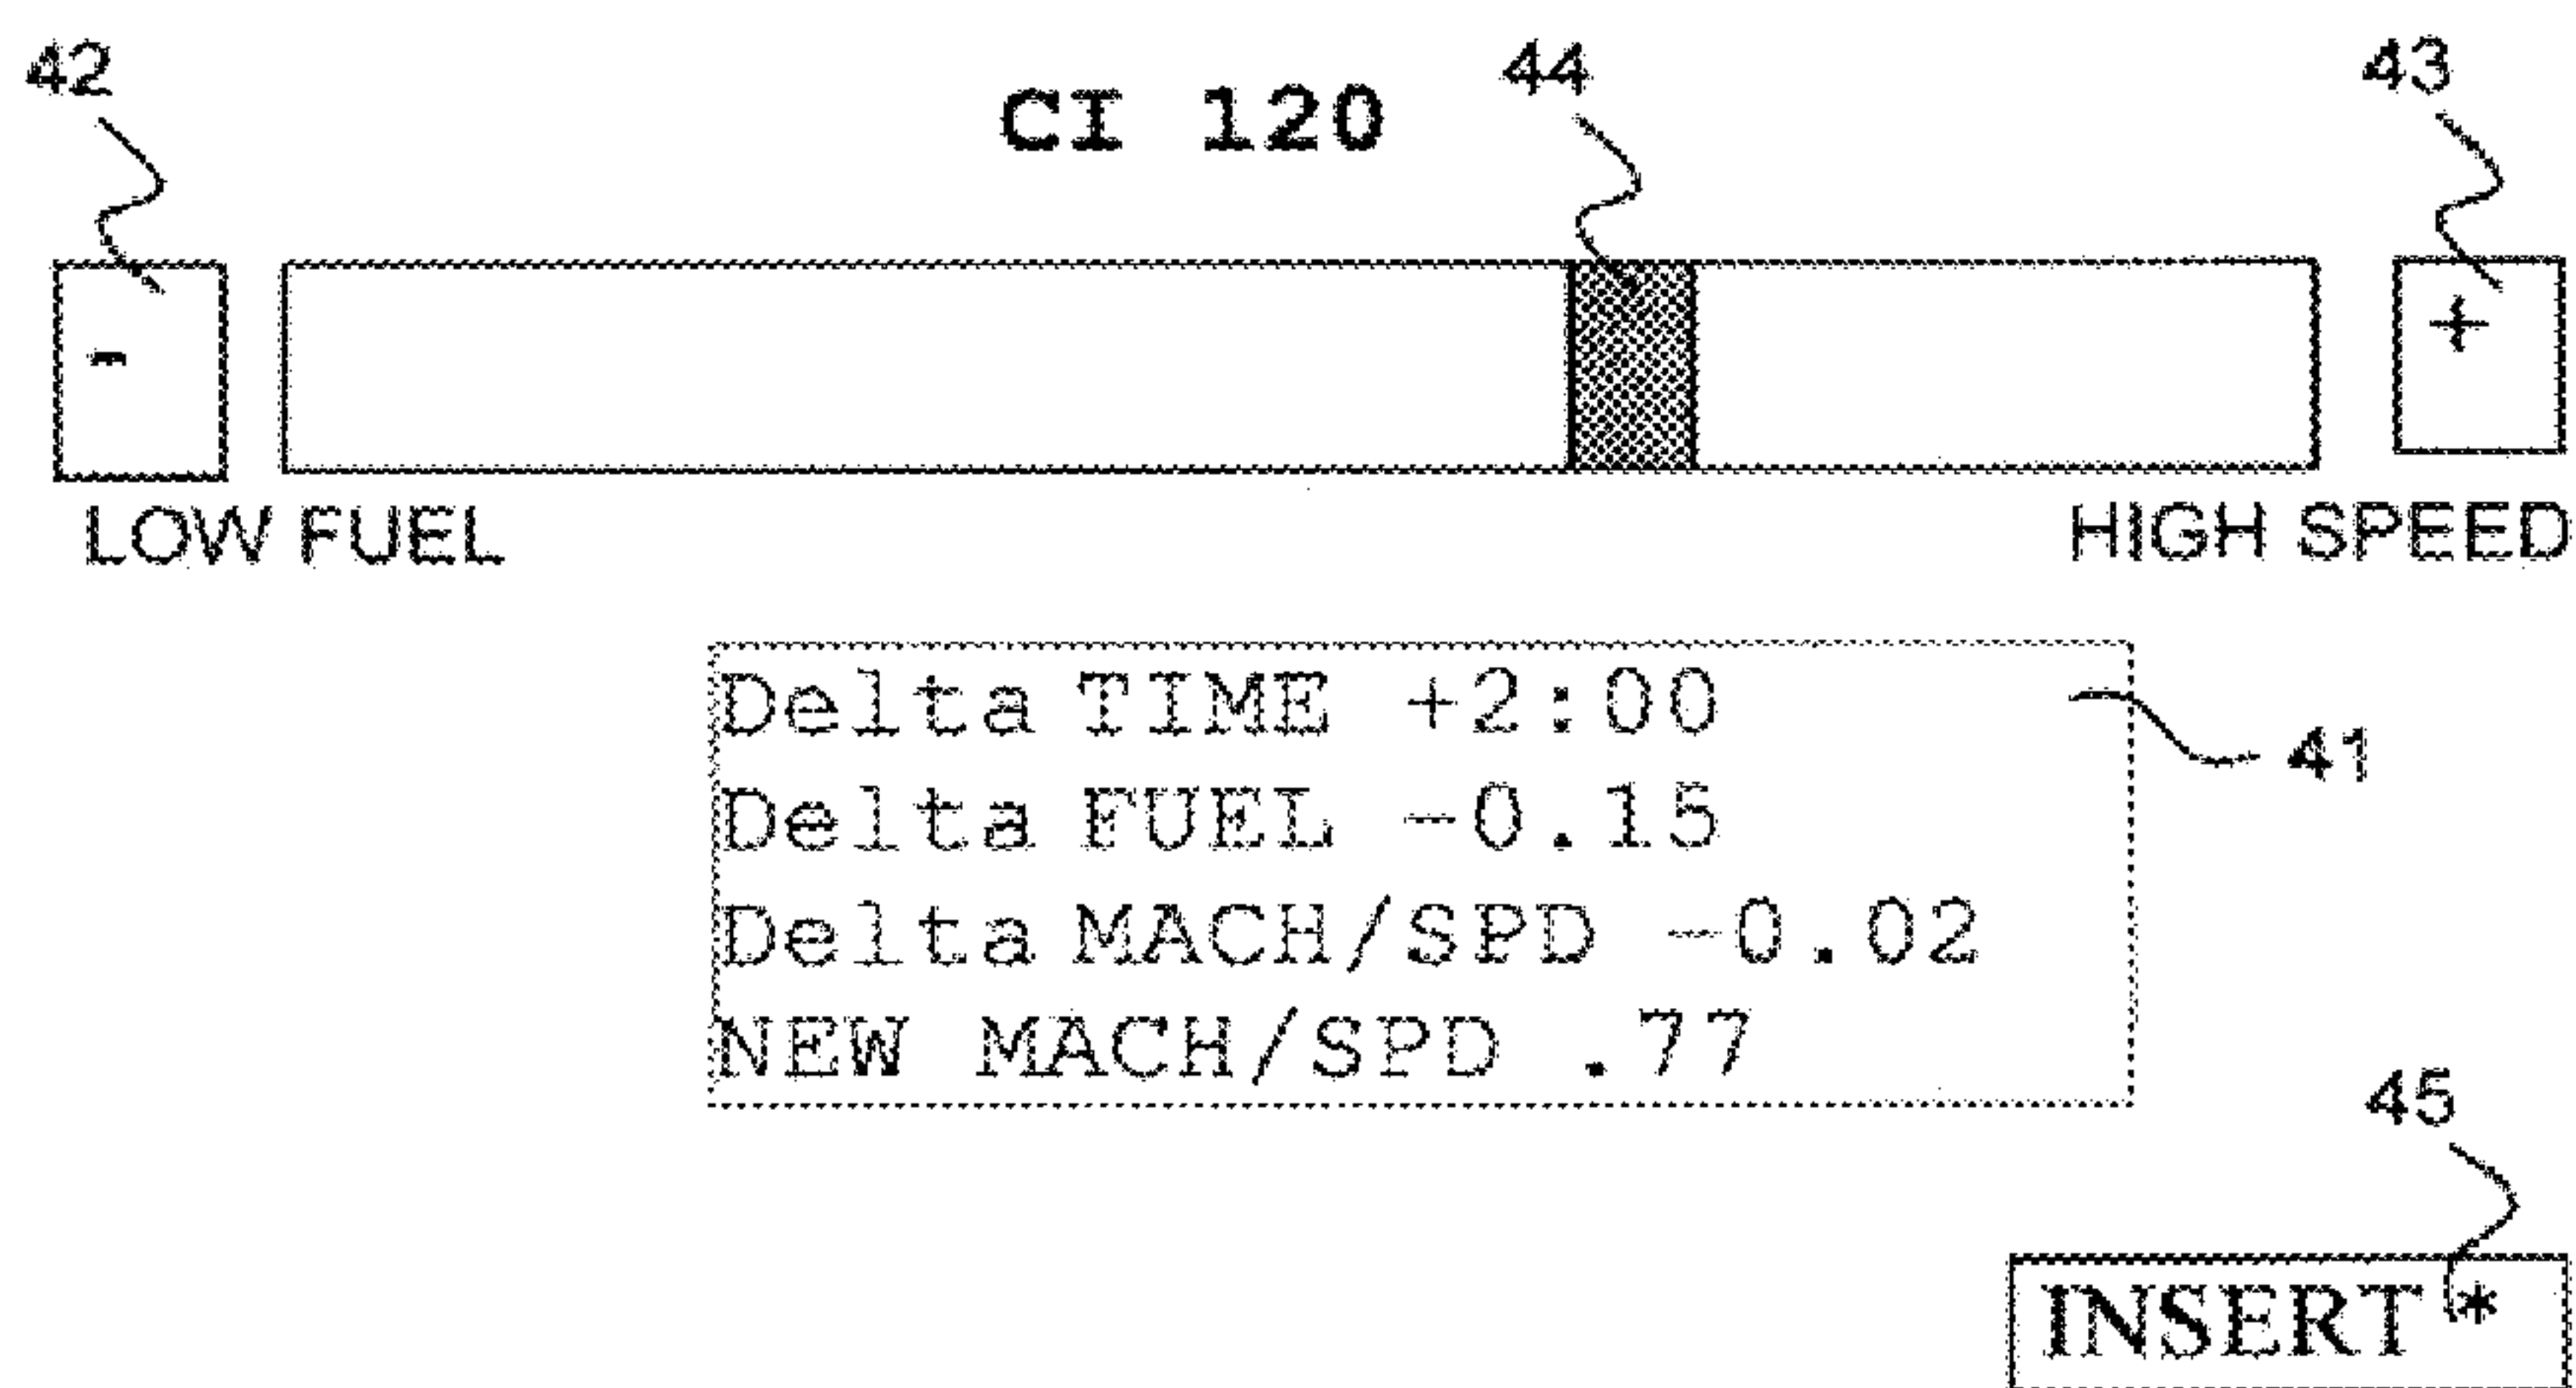 42
CI 120
44
43
-
+
LOW FUEL
HIGH SPEED
Delta TIME +2:00
41
Delta FUEL -0.15
Delta MACH/SPD -0.02
NEW MACH/SPD .77
45
INSERT *